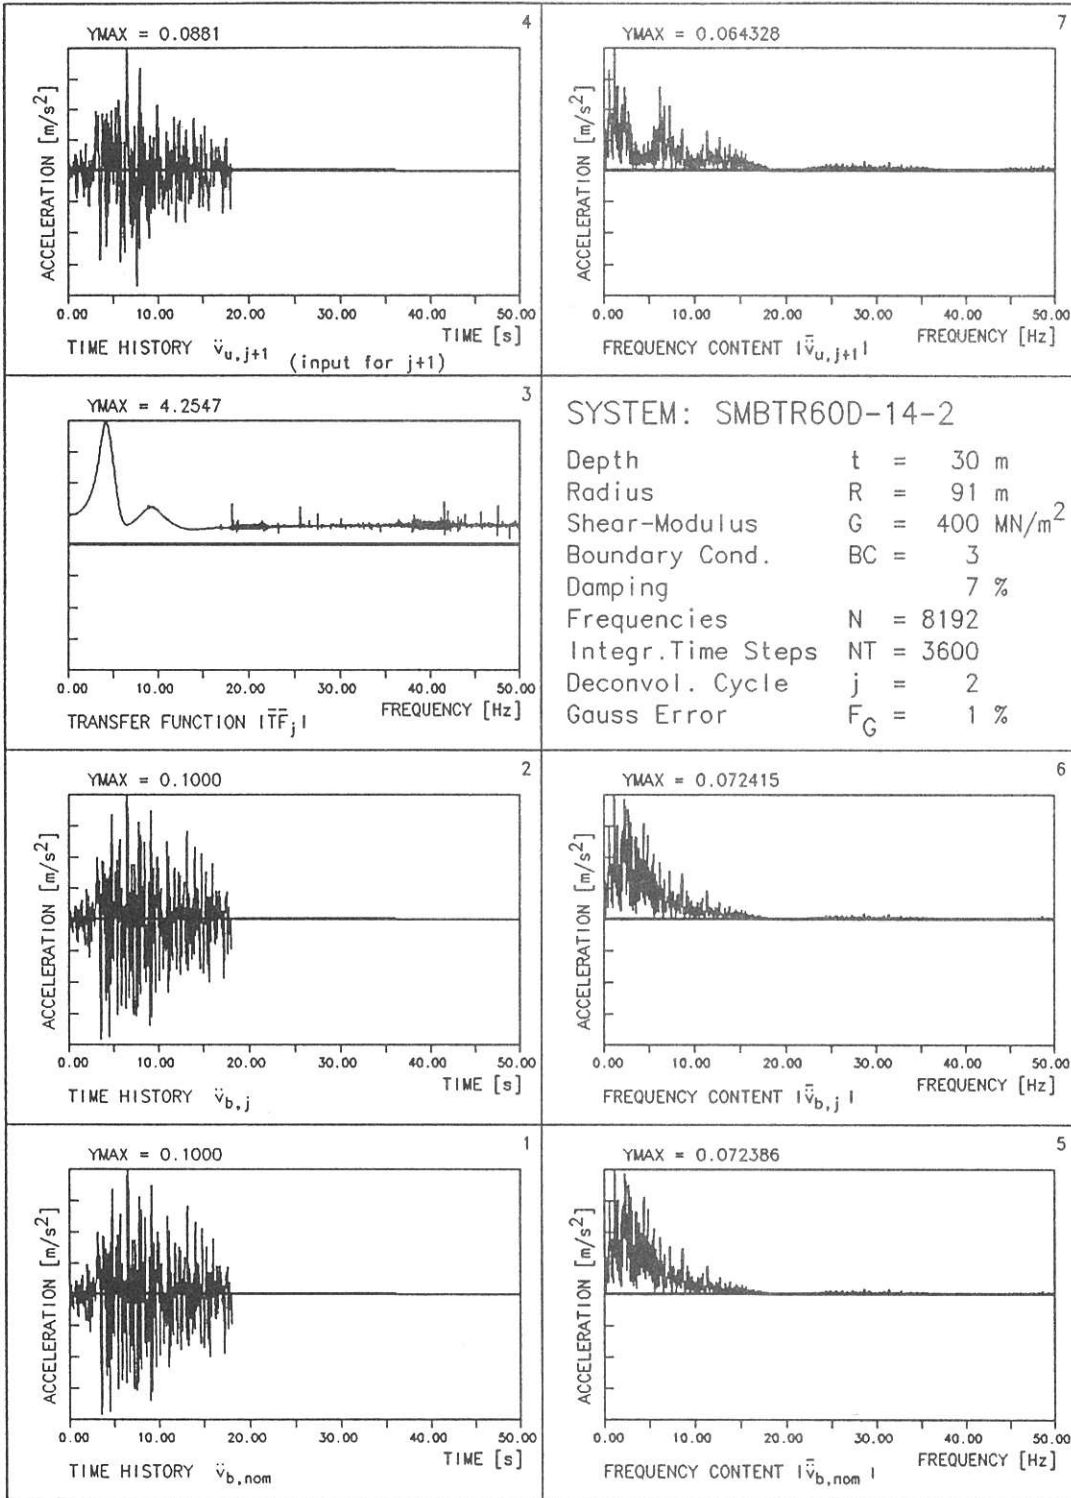 4
YMAX = 0.0881
ACCELERATION [m/s²]
0.00 10.00 20.00 30.00 40.00 50.00
TIME [s]
TIME HISTORY v̈u,j+1 (input for j+1)
7
YMAX = 0.064328
ACCELERATION [m/s²]
0.00 10.00 20.00 30.00 40.00 50.00
FREQUENCY [Hz]
FREQUENCY CONTENT |v̄̈u,j+1|
3
YMAX = 4.2547
0.00 10.00 20.00 30.00 40.00 50.00
FREQUENCY [Hz]
TRANSFER FUNCTION |T̄F̄j|
SYSTEM: SMBTR60D-14-2
Depth t = 30 m
Radius R = 91 m
Shear-Modulus G = 400 MN/m²
Boundary Cond. BC = 3
Damping 7 %
Frequencies N = 8192
Integr.Time Steps NT = 3600
Deconvol. Cycle j = 2
Gauss Error FG = 1 %
2
YMAX = 0.1000
ACCELERATION [m/s²]
0.00 10.00 20.00 30.00 40.00 50.00
TIME [s]
TIME HISTORY v̈b,j
6
YMAX = 0.072415
ACCELERATION [m/s²]
0.00 10.00 20.00 30.00 40.00 50.00
FREQUENCY [Hz]
FREQUENCY CONTENT |v̄̈b,j|
1
YMAX = 0.1000
ACCELERATION [m/s²]
0.00 10.00 20.00 30.00 40.00 50.00
TIME [s]
TIME HISTORY v̈b,nom
5
YMAX = 0.072386
ACCELERATION [m/s²]
0.00 10.00 20.00 30.00 40.00 50.00
FREQUENCY [Hz]
FREQUENCY CONTENT |v̄̈b,nom|